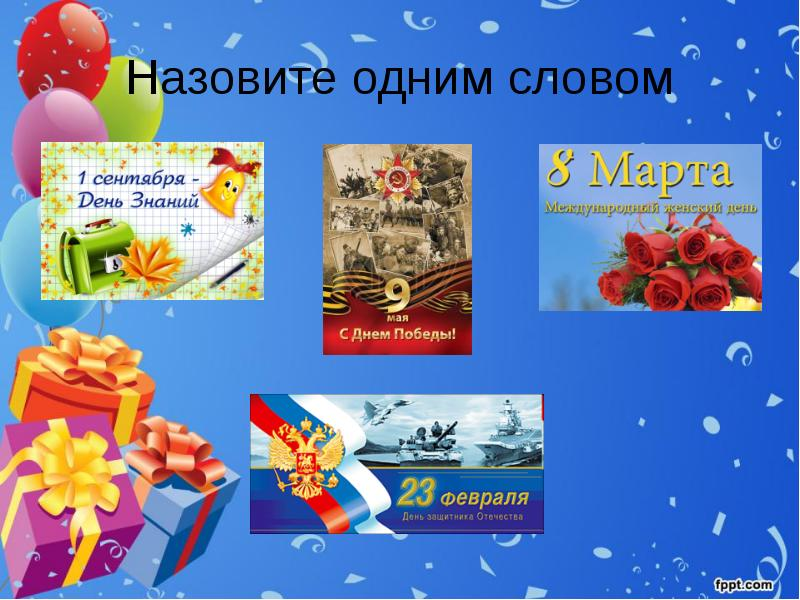 Назовите одним словом
1 сентября -
День Знаний
9
мая
С Днем Победы!
8 Марта
Международный женский день
23 февраля
День защитника Отечества
fppt.com